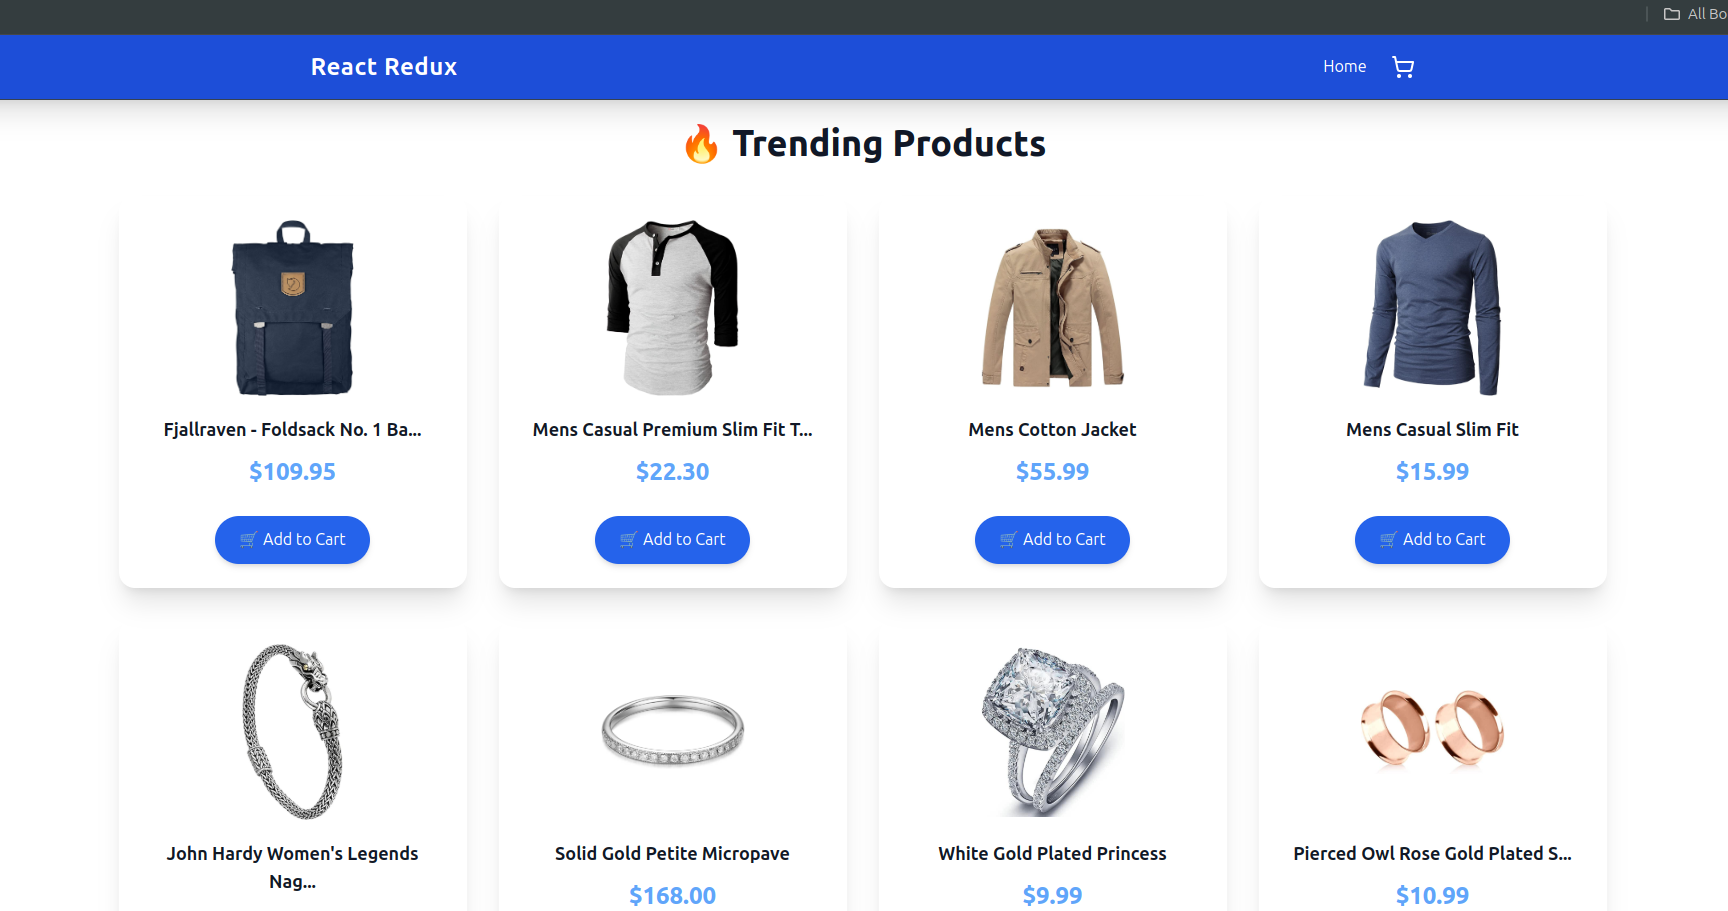 All Bo
React Redux
Home
🔥 Trending Products
Fjallraven - Foldsack No. 1 Ba...
$109.95
🛒 Add to Cart
Mens Casual Premium Slim Fit T...
$22.30
🛒 Add to Cart
Mens Cotton Jacket
$55.99
🛒 Add to Cart
Mens Casual Slim Fit
$15.99
🛒 Add to Cart
John Hardy Women's Legends
Nag...
Solid Gold Petite Micropave
$168.00
White Gold Plated Princess
$9.99
Pierced Owl Rose Gold Plated S...
$10.99